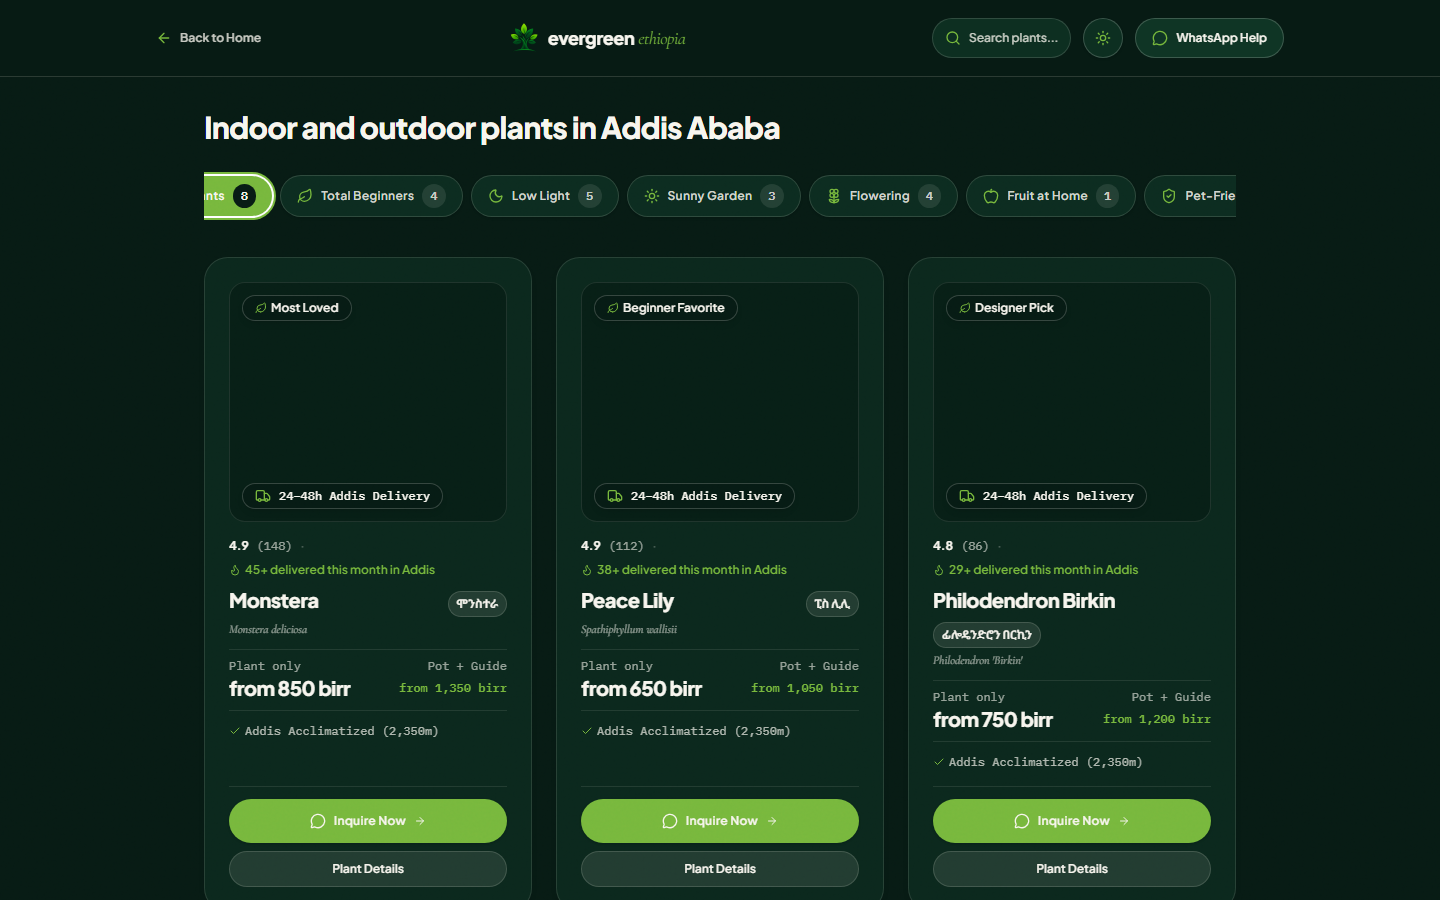 Back to Home
evergreen ethiopia
Search plants...
WhatsApp Help
Indoor and outdoor plants in Addis Ababa
nts 8
Total Beginners 4
Low Light 5
Sunny Garden 3
Flowering 4
Fruit at Home 1
Pet-Frie
Most Loved
24–48h Addis Delivery
4.9 (148) ·
45+ delivered this month in Addis
Monstera
ሞንስተራ
Monstera deliciosa
Plant only Pot + Guide
from 850 birr from 1,350 birr
Addis Acclimatized (2,350m)
Inquire Now
Plant Details
Beginner Favorite
24–48h Addis Delivery
4.9 (112) ·
38+ delivered this month in Addis
Peace Lily
ፒስ ሊሊ
Spathiphyllum wallisii
Plant only Pot + Guide
from 650 birr from 1,050 birr
Addis Acclimatized (2,350m)
Inquire Now
Plant Details
Designer Pick
24–48h Addis Delivery
4.8 (86) ·
29+ delivered this month in Addis
Philodendron Birkin
ፊሎዴንድሮን በርኪን
Philodendron 'Birkin'
Plant only Pot + Guide
from 750 birr from 1,200 birr
Addis Acclimatized (2,350m)
Inquire Now
Plant Details